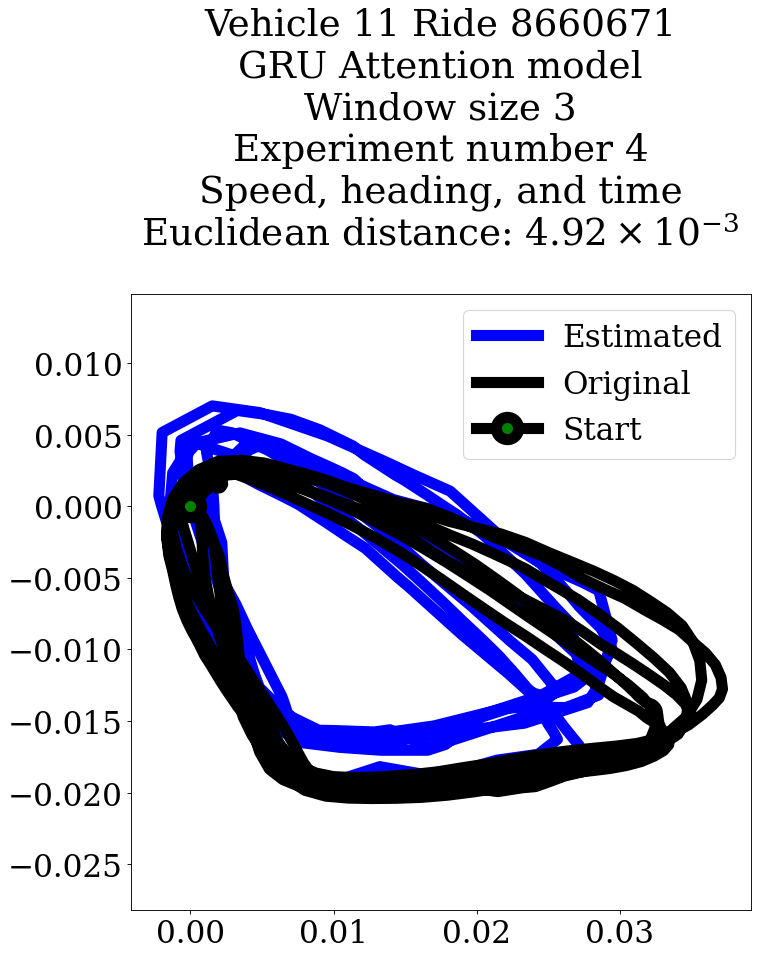 Vehicle 11 Ride 8660671
GRU Attention model
Window size 3
Experiment number 4
Speed, heading, and time
Euclidean distance: 4.92 × 10⁻³
Estimated
Original
Start
0.010
0.005
0.000
−0.005
−0.010
−0.015
−0.020
−0.025
0.00 0.01 0.02 0.03